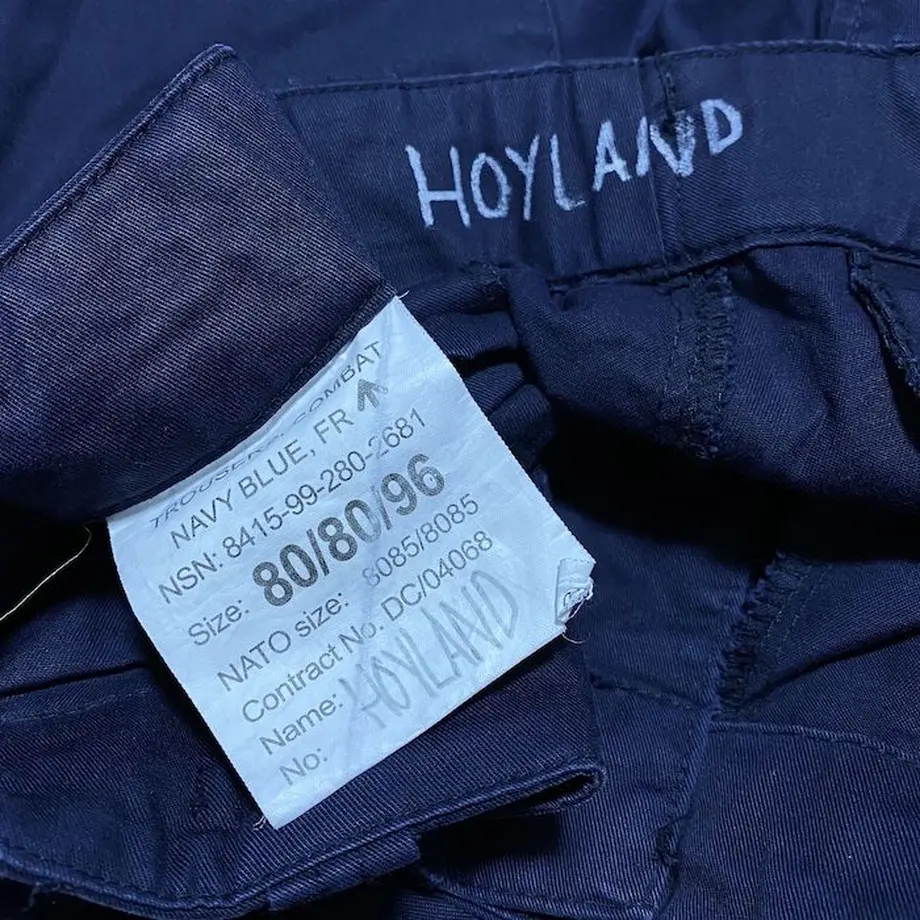 HOYLAND
TROUSERS, COMBAT
NAVY BLUE, FR
NSN: 8415-99-280-2681
Size: 80/80/96
NATO size: 8085/8085
Contract No. DC/04068
Name: HOYLAND
No: